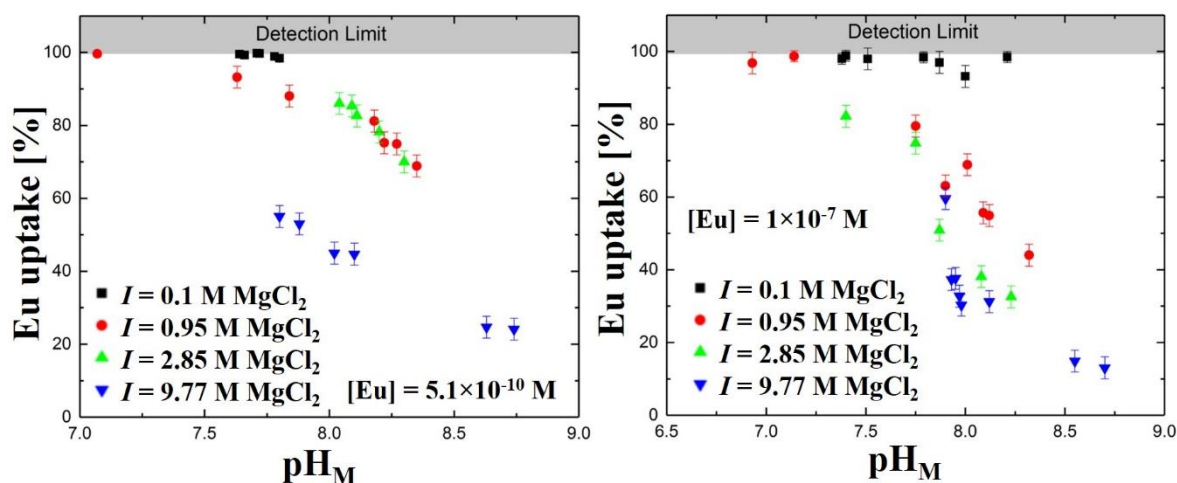 Detection Limit
100
80
60
40
20
0
Eu uptake [%]
I = 0.1 M MgCl₂
I = 0.95 M MgCl₂
I = 2.85 M MgCl₂
I = 9.77 M MgCl₂
[Eu] = 5.1×10⁻¹⁰ M
7.0 7.5 8.0 8.5 9.0
pH_M
Detection Limit
100
80
60
40
20
0
Eu uptake [%]
[Eu] = 1×10⁻⁷ M
I = 0.1 M MgCl₂
I = 0.95 M MgCl₂
I = 2.85 M MgCl₂
I = 9.77 M MgCl₂
6.5 7.0 7.5 8.0 8.5 9.0
pH_M